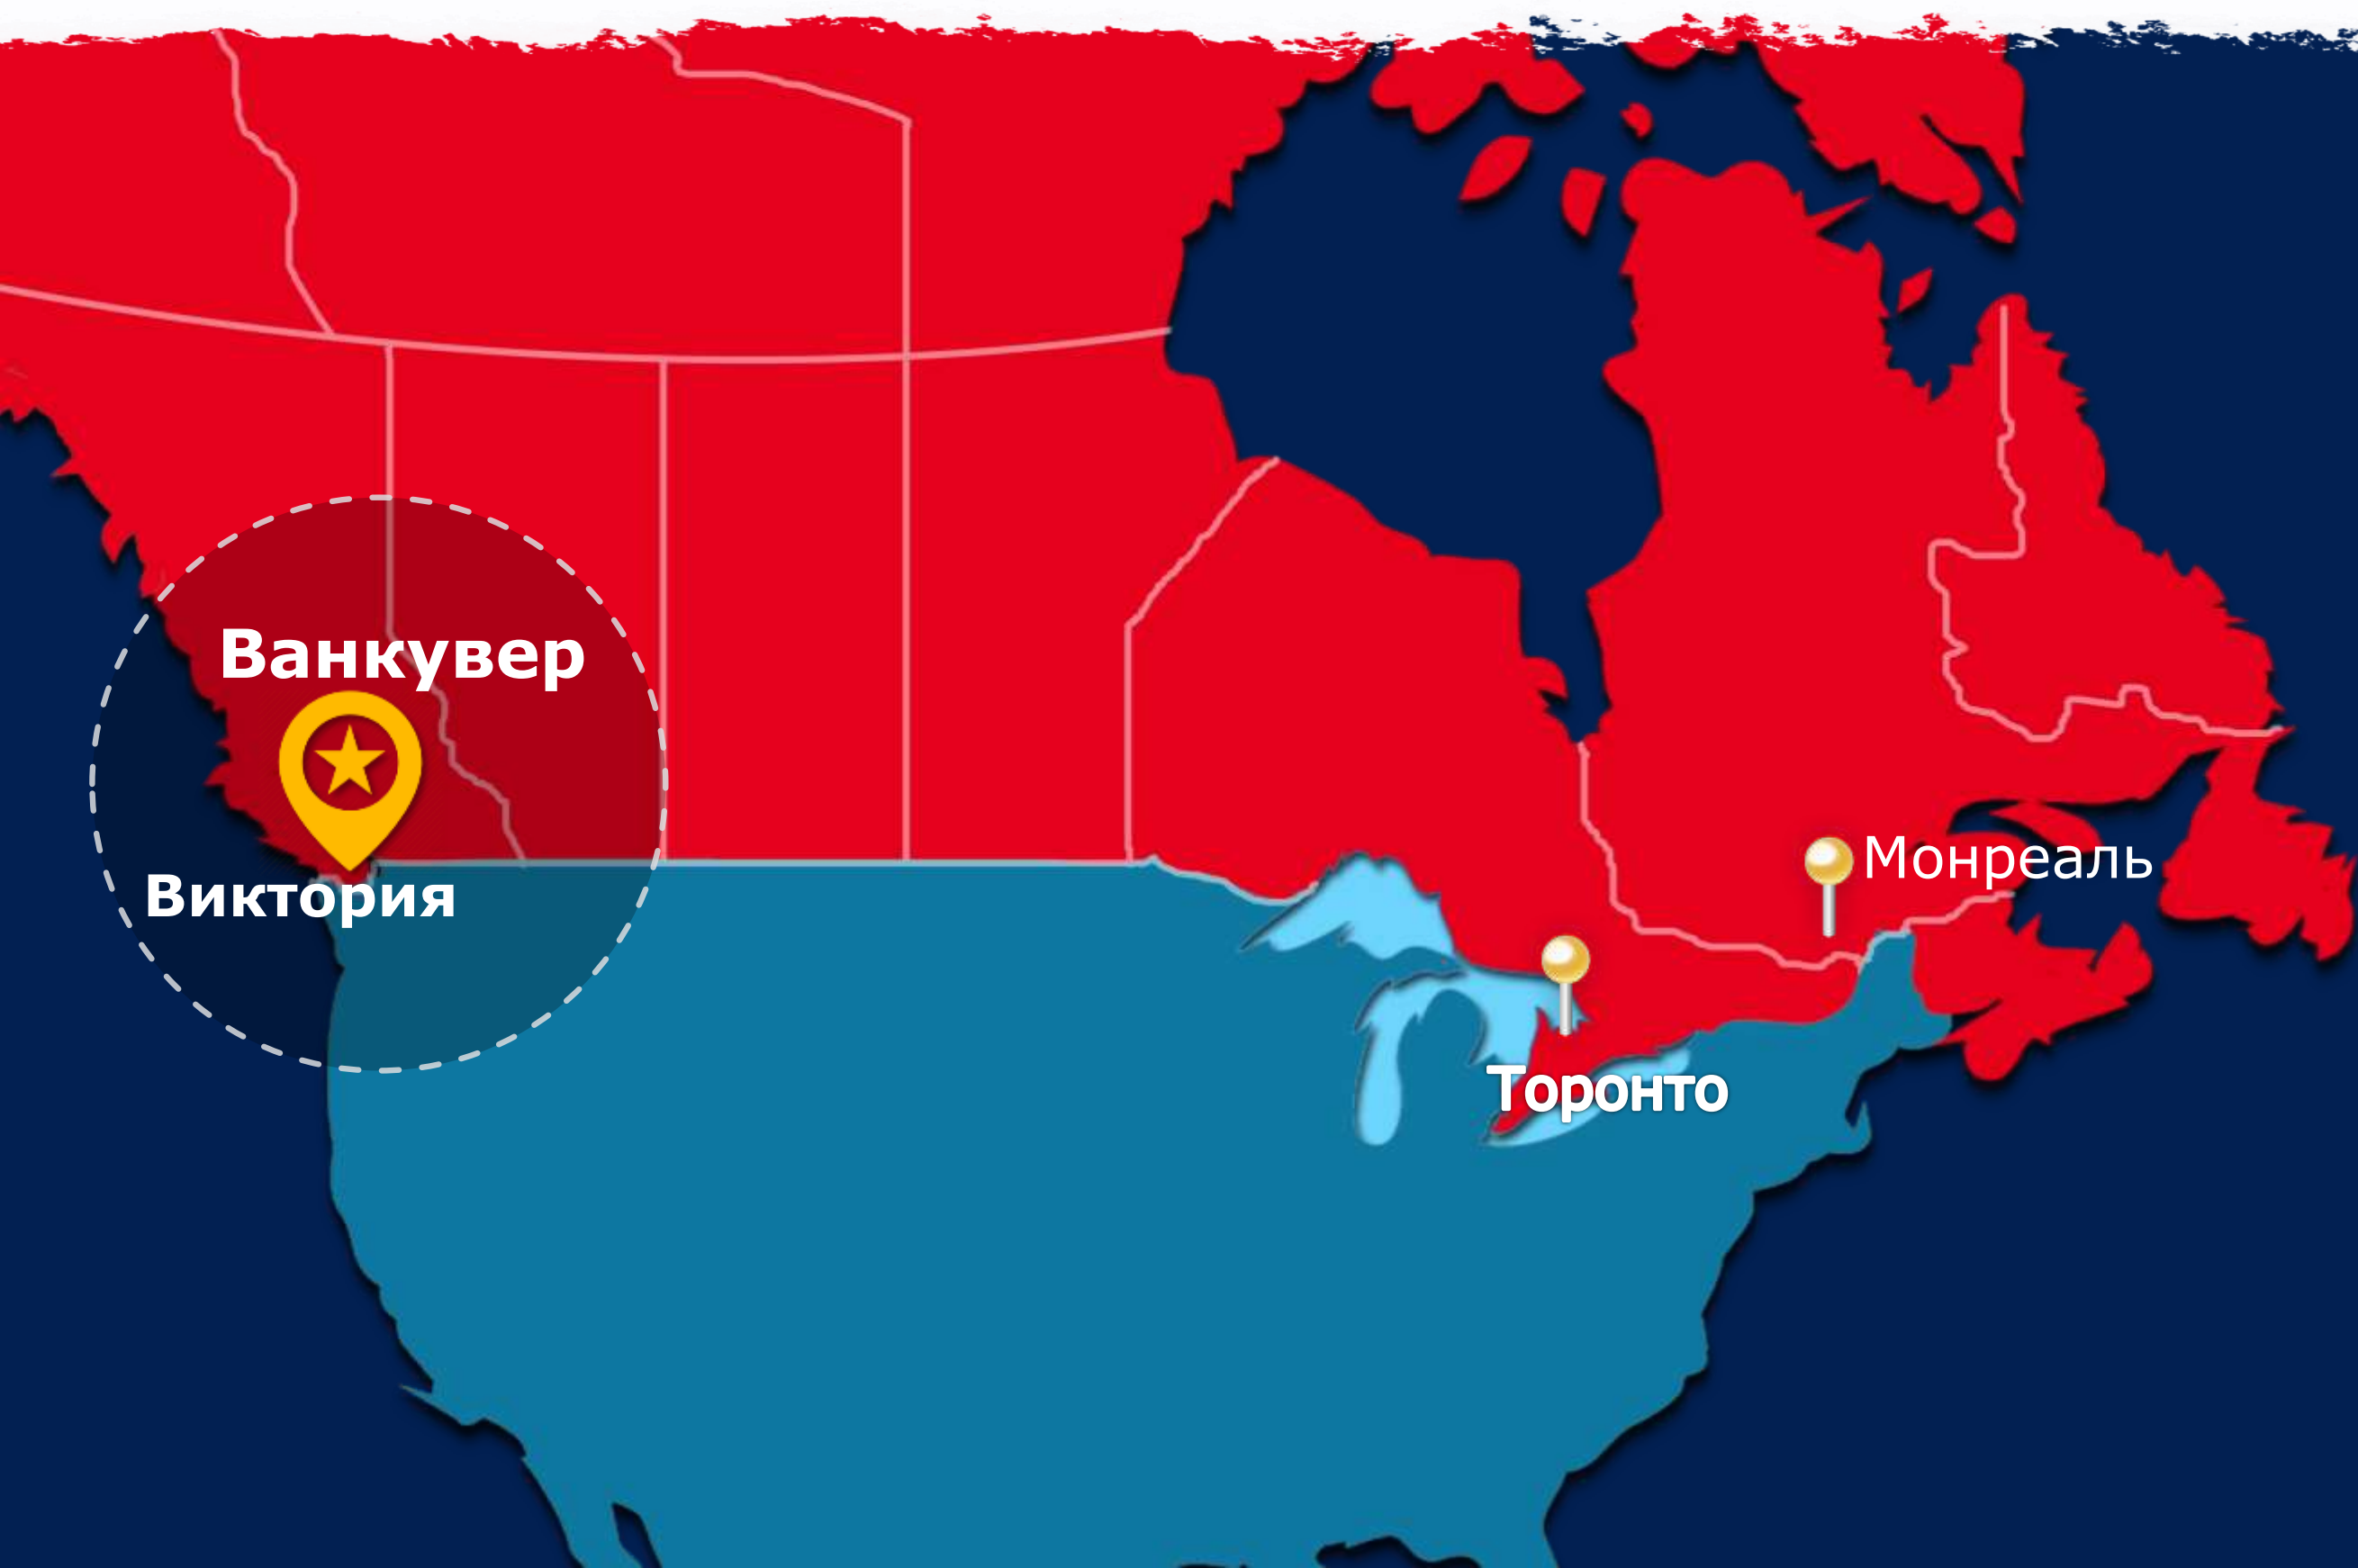 Ванкувер
Виктория
Монреаль
Торонто